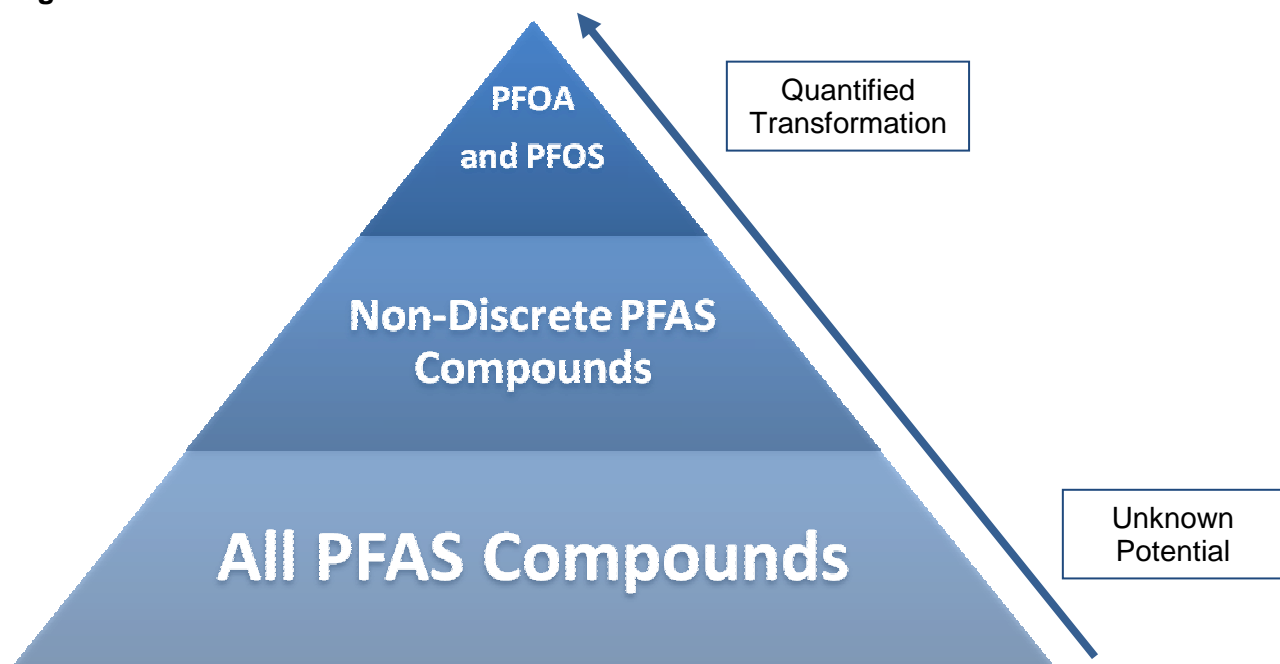 PFOA
and PFOS
Quantified
Transformation
Non-Discrete PFAS
Compounds
Unknown
Potential
All PFAS Compounds